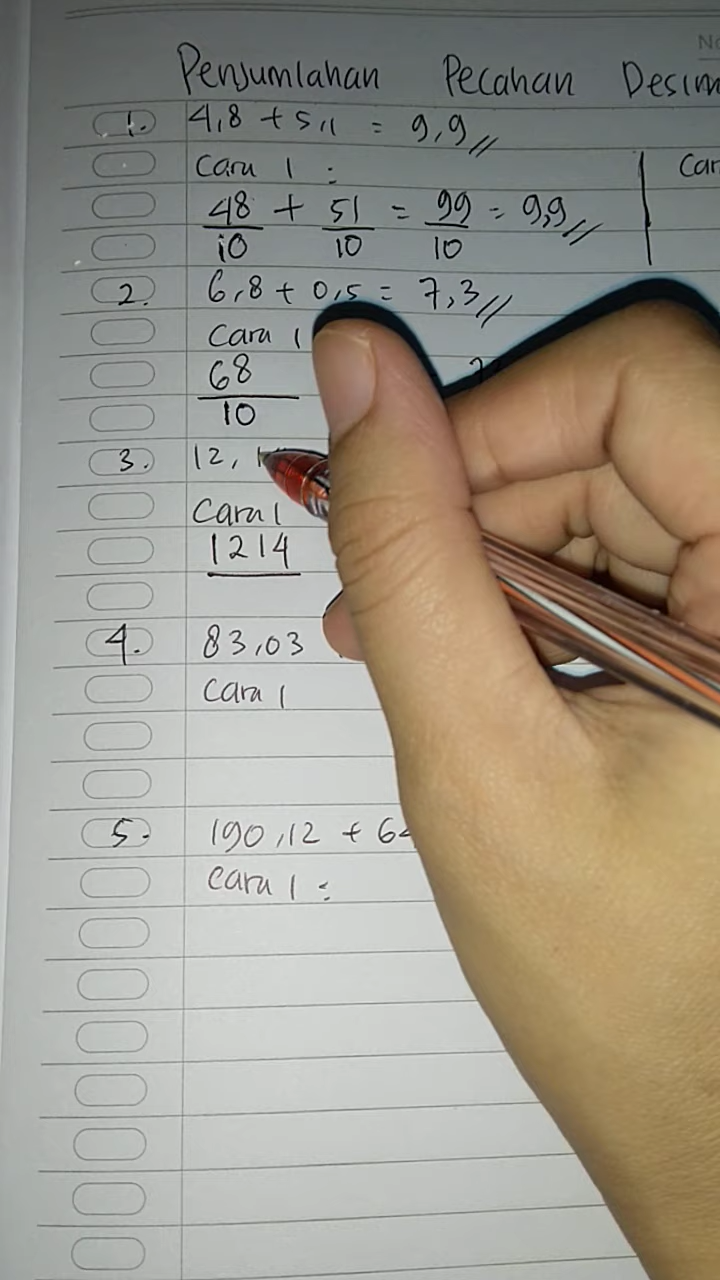 Penjumlahan Pecahan Desim
1. 4,8 + 5,1 = 9,9 //
Cara 1 :
48/10 + 51/10 = 99/10 = 9,9 //
2. 6,8 + 0,5 = 7,3 //
Cara 1
68/10
3. 12,
Cara 1
1214
4. 83,03
Cara 1
5. 190,12 +
Cara 1 :